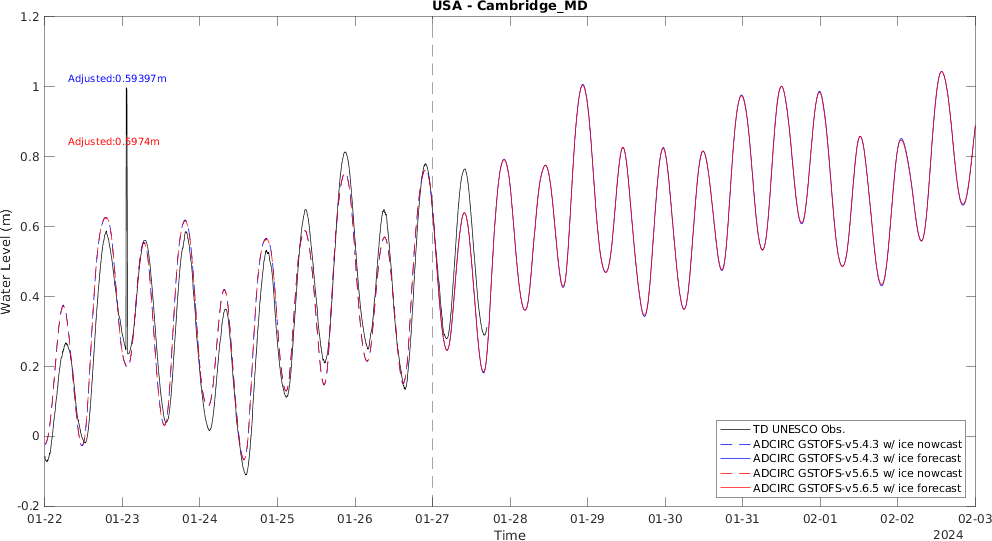 USA - Cambridge_MD
1.2
1
0.8
0.6
0.4
0.2
0
-0.2
Water Level (m)
Adjusted:0.59397m
Adjusted:0.5974m
TD UNESCO Obs.
ADCIRC GSTOFS-v5.4.3 w/ ice nowcast
ADCIRC GSTOFS-v5.4.3 w/ ice forecast
ADCIRC GSTOFS-v5.6.5 w/ ice nowcast
ADCIRC GSTOFS-v5.6.5 w/ ice forecast
01-22 01-23 01-24 01-25 01-26 01-27 01-28 01-29 01-30 01-31 02-01 02-02 02-03
Time
2024